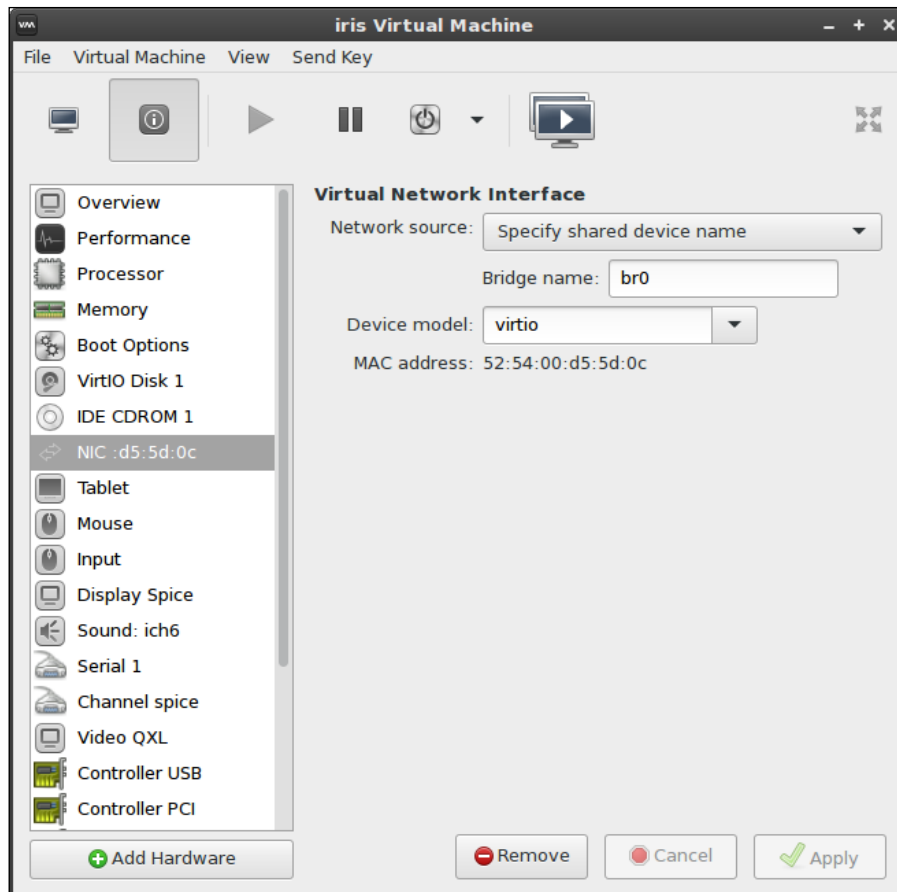 iris Virtual Machine
File Virtual Machine View Send Key
Overview
Performance
Processor
Memory
Boot Options
VirtIO Disk 1
IDE CDROM 1
NIC :d5:5d:0c
Tablet
Mouse
Input
Display Spice
Sound: ich6
Serial 1
Channel spice
Video QXL
Controller USB
Controller PCI
Add Hardware
Virtual Network Interface
Network source: Specify shared device name
Bridge name: br0
Device model: virtio
MAC address: 52:54:00:d5:5d:0c
Remove Cancel Apply